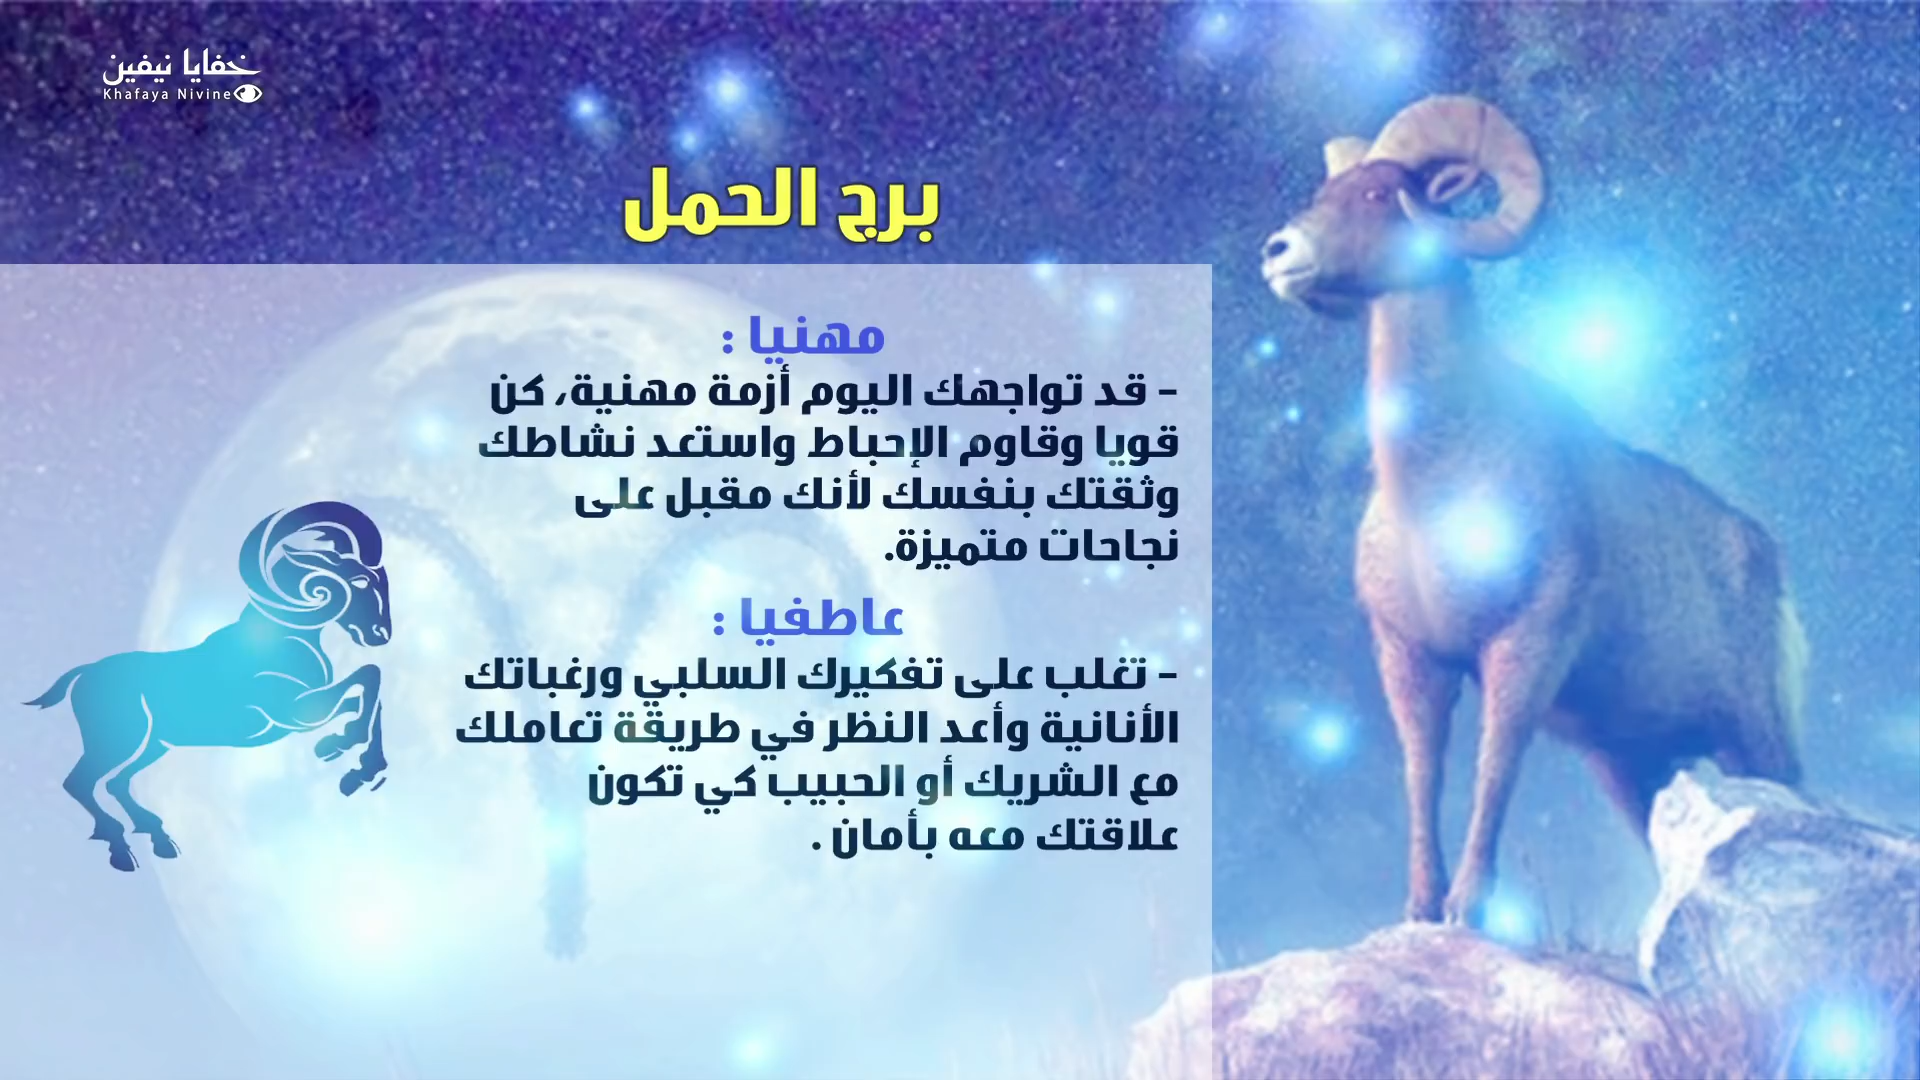 خفايا نيفين
Khafaya Nivine
برج الحمل
مهنيا :
- قد تواجهك اليوم أزمة مهنية، كن
قويا وقاوم الإحباط واستعد نشاطك
وثقتك بنفسك لأنك مقبل على
نجاحات متميزة.
عاطفيا :
- تغلب على تفكيرك السلبي ورغباتك
الأنانية وأعد النظر في طريقة تعاملك
مع الشريك أو الحبيب كي تكون
علاقتك معه بأمان .